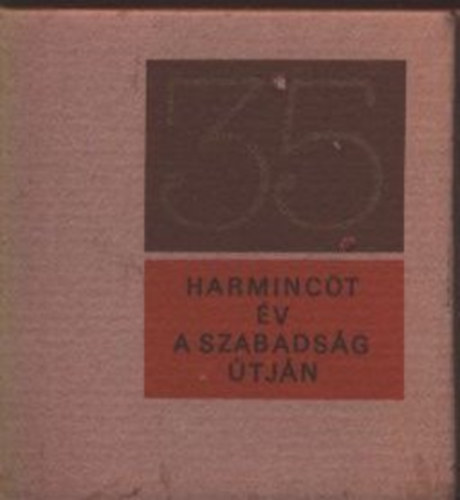 35
HARMINCÖT
ÉV
A SZABADSÁG
ÚTJÁN